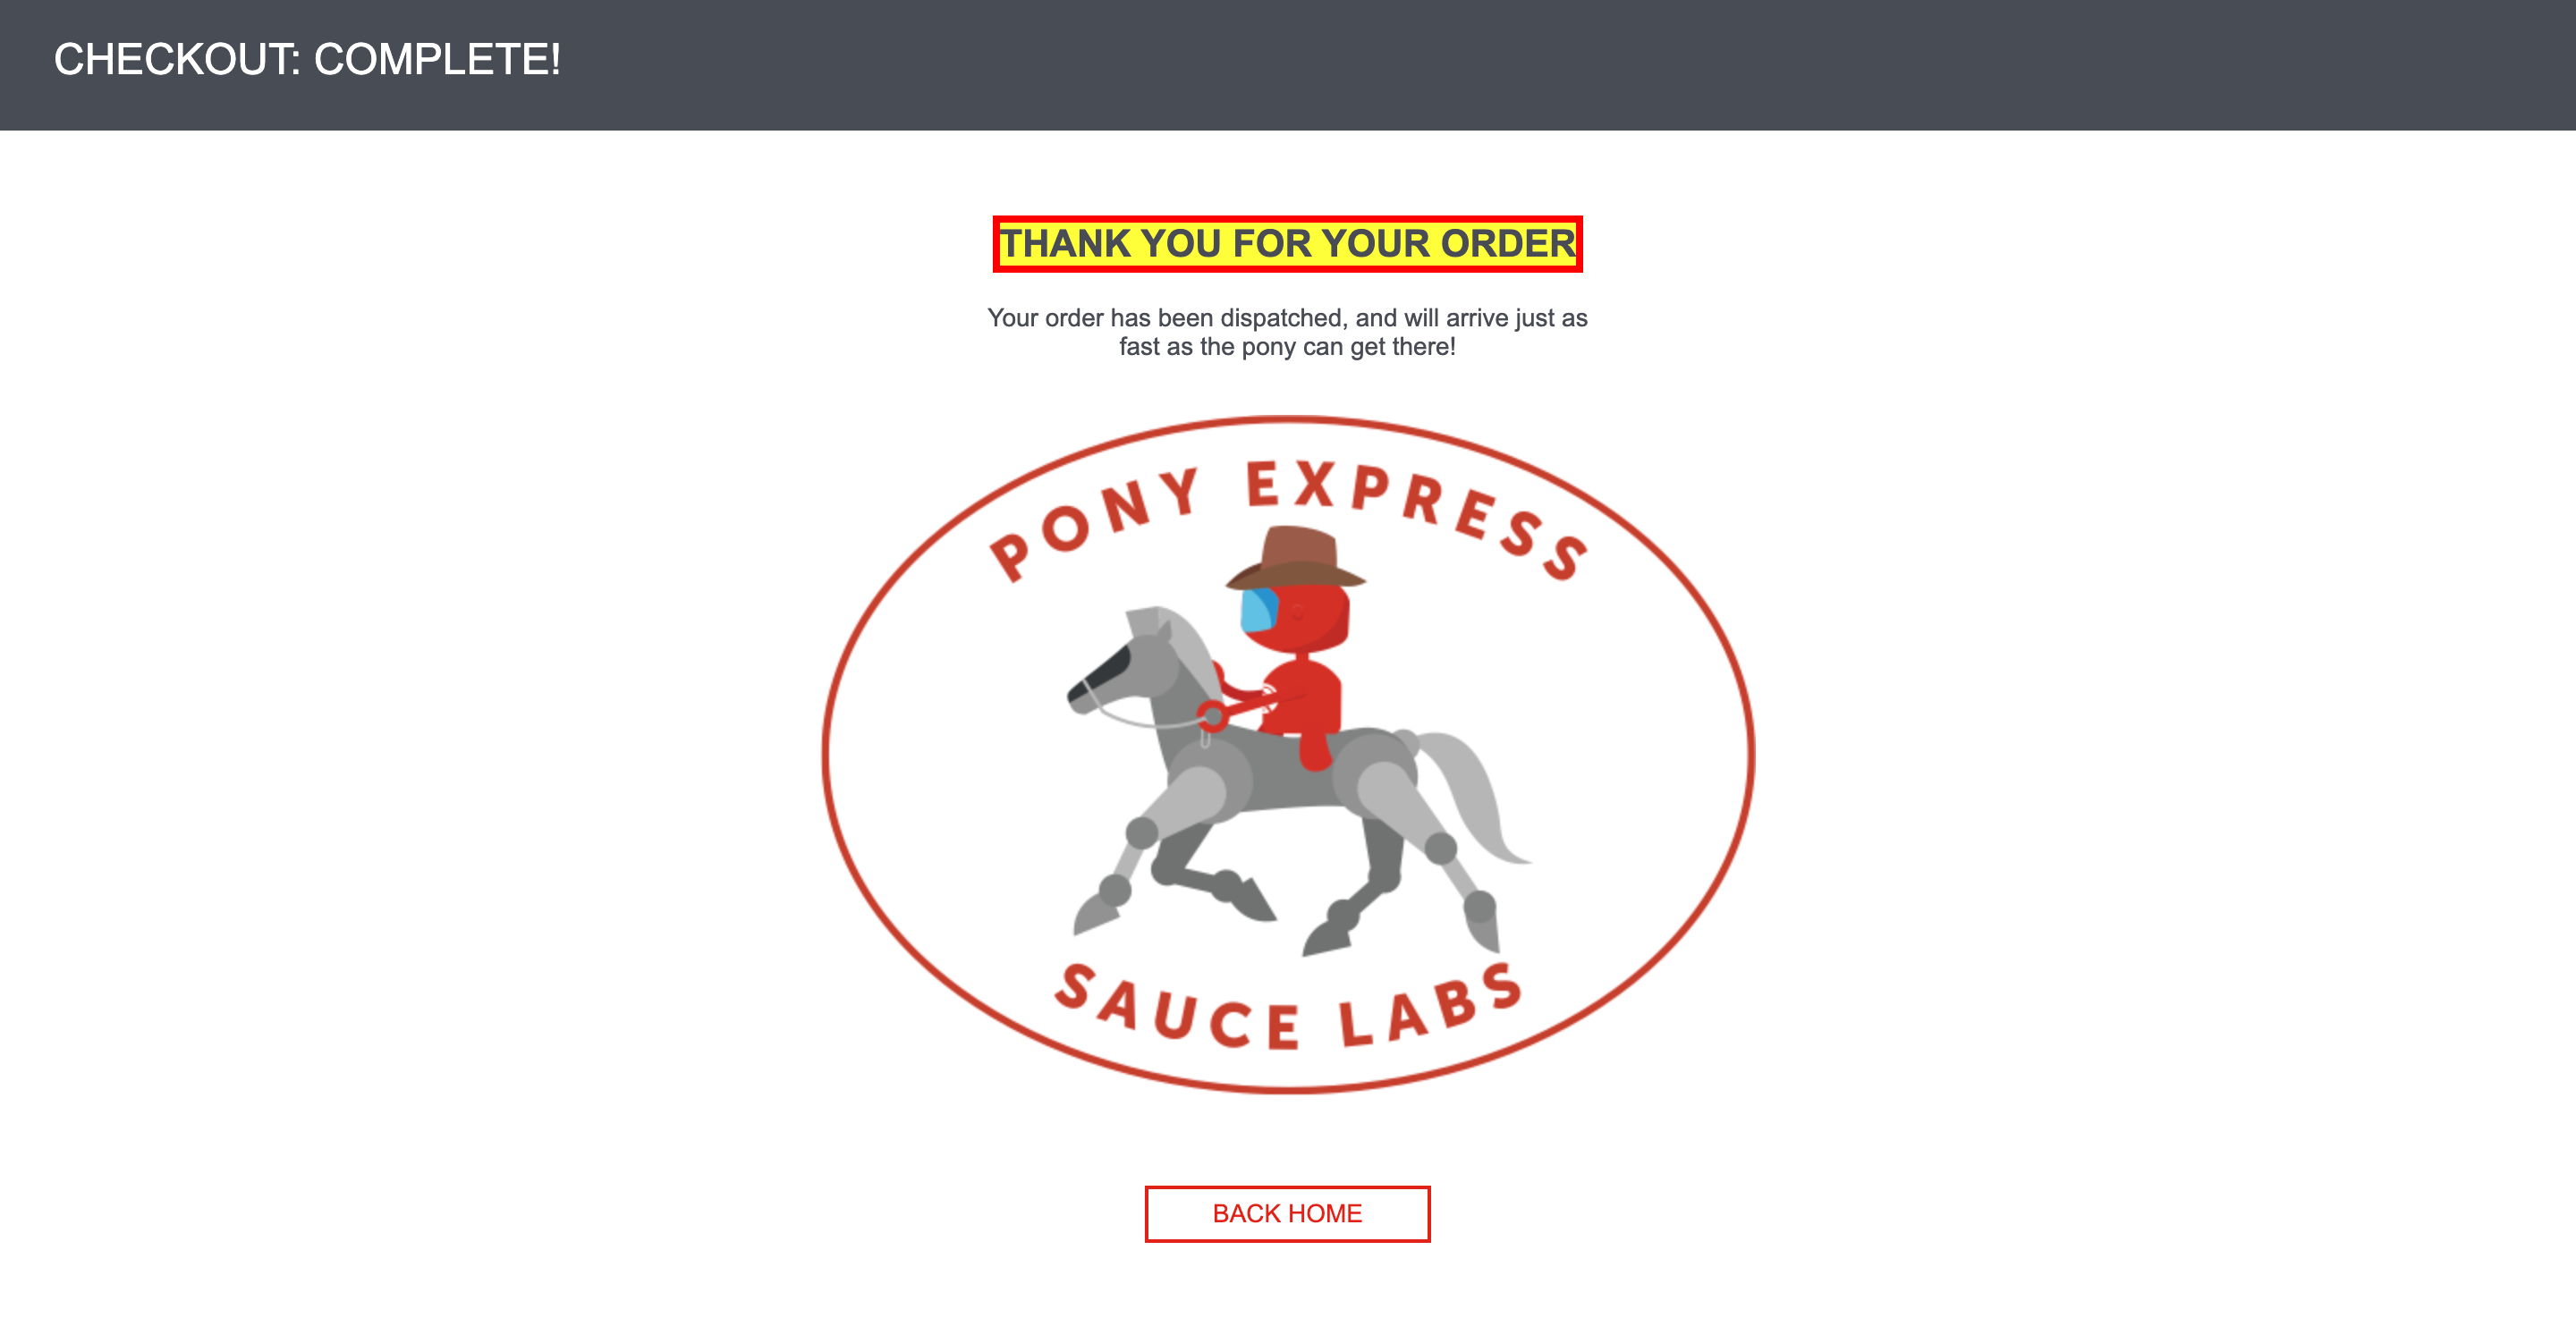 CHECKOUT: COMPLETE!
THANK YOU FOR YOUR ORDER
Your order has been dispatched, and will arrive just as
fast as the pony can get there!
PONY EXPRESS
SAUCE LABS
BACK HOME